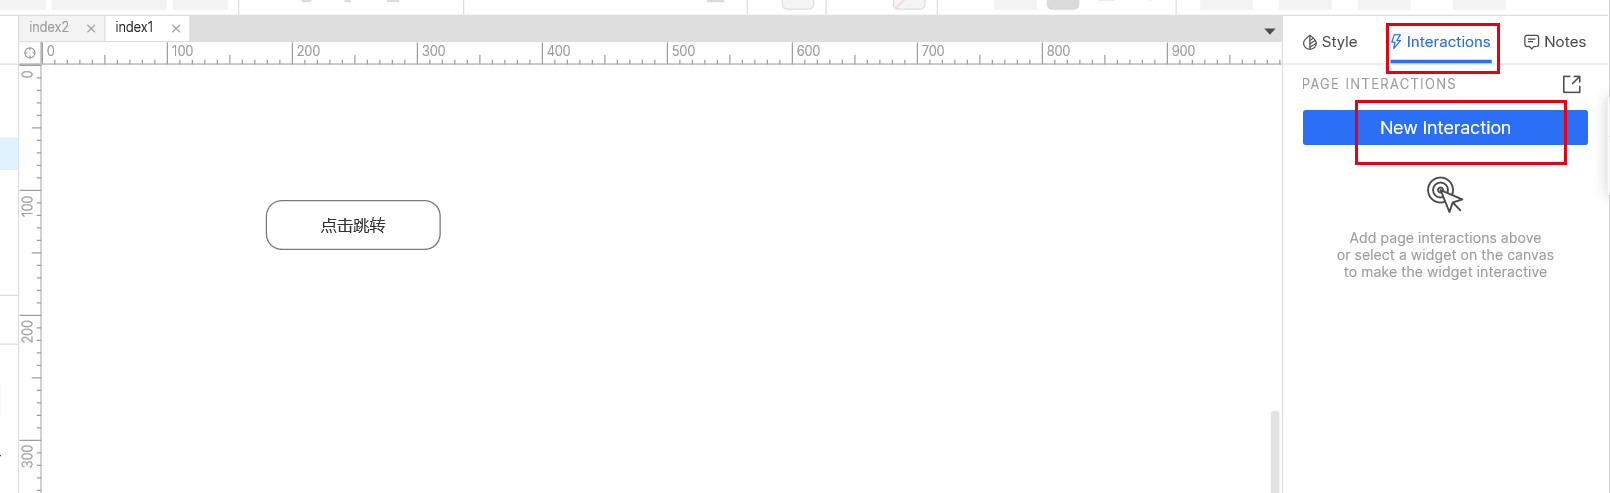 index2
index1
Style
Interactions
Notes
0 100 200 300 400 500 600 700 800 900
PAGE INTERACTIONS
New Interaction
0
100
200
300
点击跳转
Add page interactions above
or select a widget on the canvas
to make the widget interactive